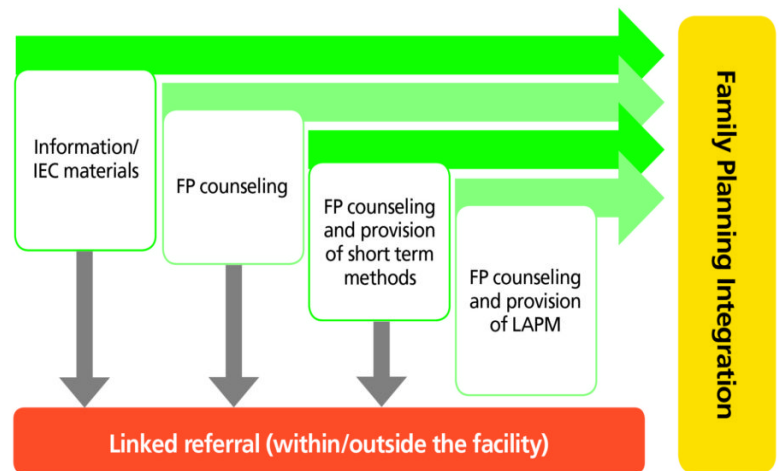 Information/
IEC materials
FP counseling
FP counseling
and provision
of short term
methods
FP counseling
and provision
of LAPM
Family Planning Integration
Linked referral (within/outside the facility)